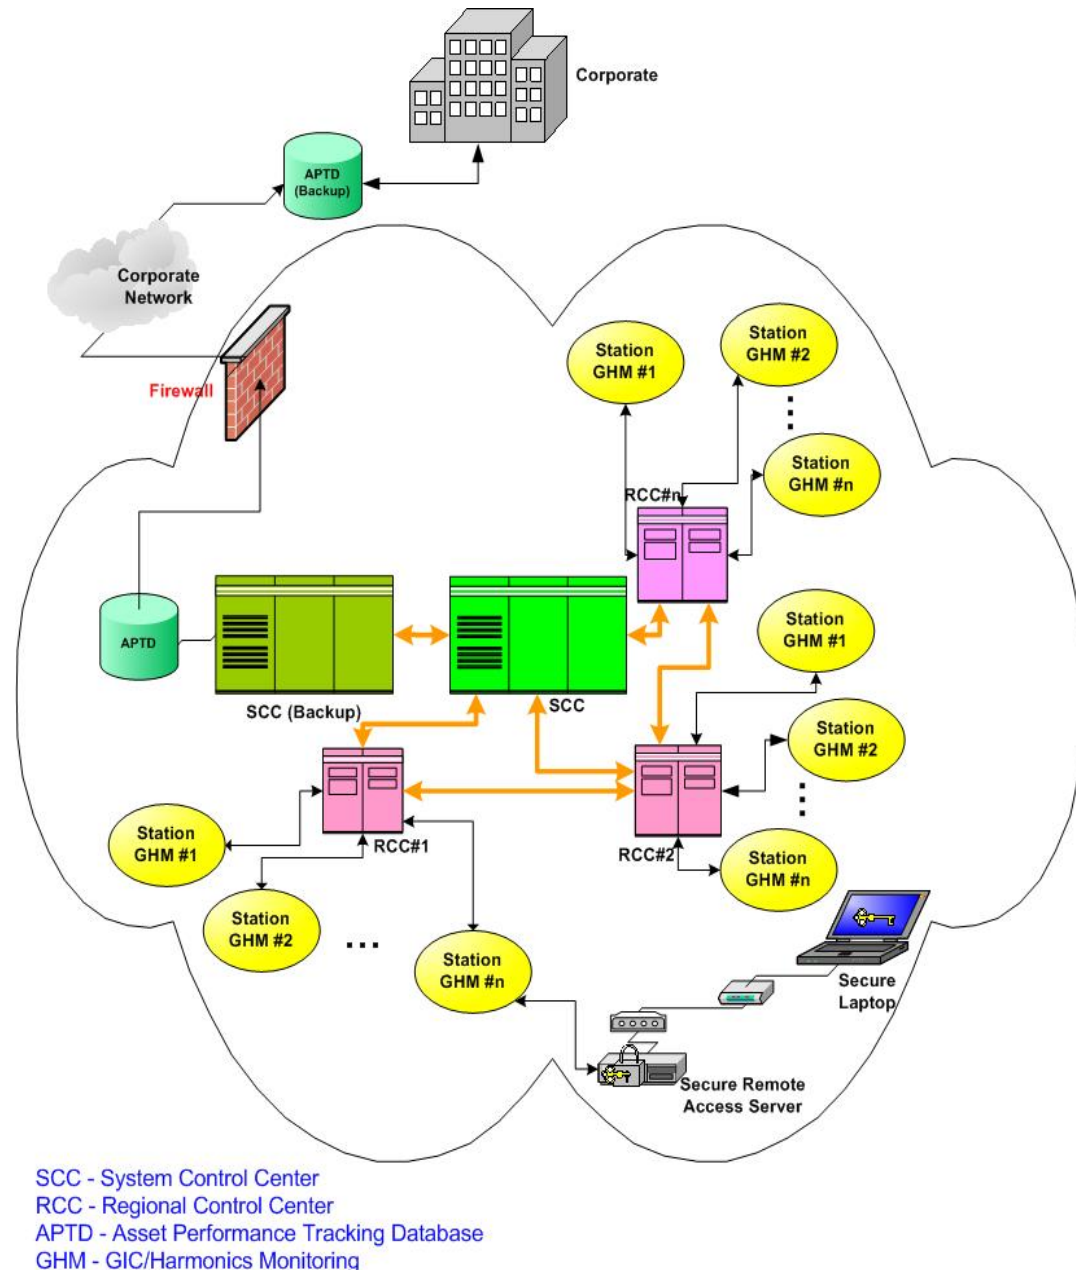 Corporate
APTD
(Backup)
Corporate
Network
Firewall
Station
GHM #1
Station
GHM #2
Station
GHM #n
RCC#n
APTD
SCC (Backup)
SCC
Station
GHM #1
Station
GHM #2
Station
GHM #n
RCC#2
RCC#1
Station
GHM #1
Station
GHM #2
...
Station
GHM #n
Secure
Laptop
Secure Remote
Access Server
SCC - System Control Center
RCC - Regional Control Center
APTD - Asset Performance Tracking Database
GHM - GIC/Harmonics Monitoring